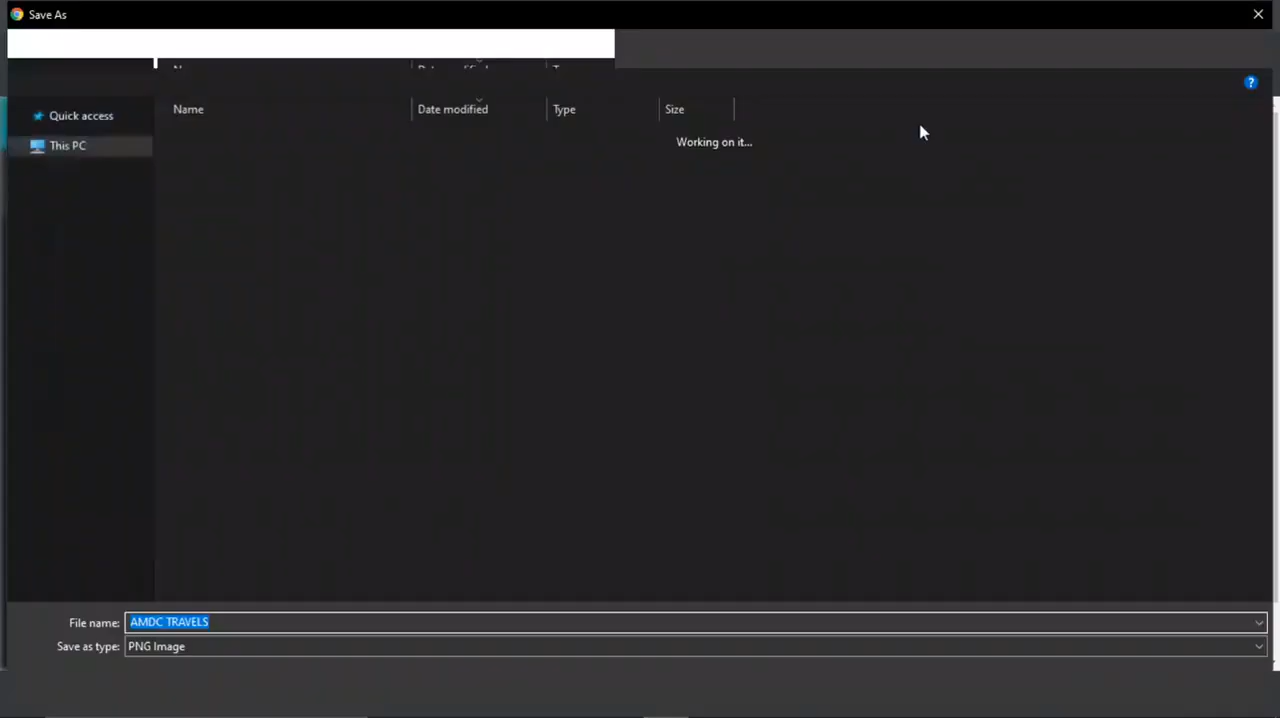 Save As
Quick access
This PC
Name
Date modified
Type
Size
Working on it...
File name: AMDC TRAVELS
Save as type: PNG Image